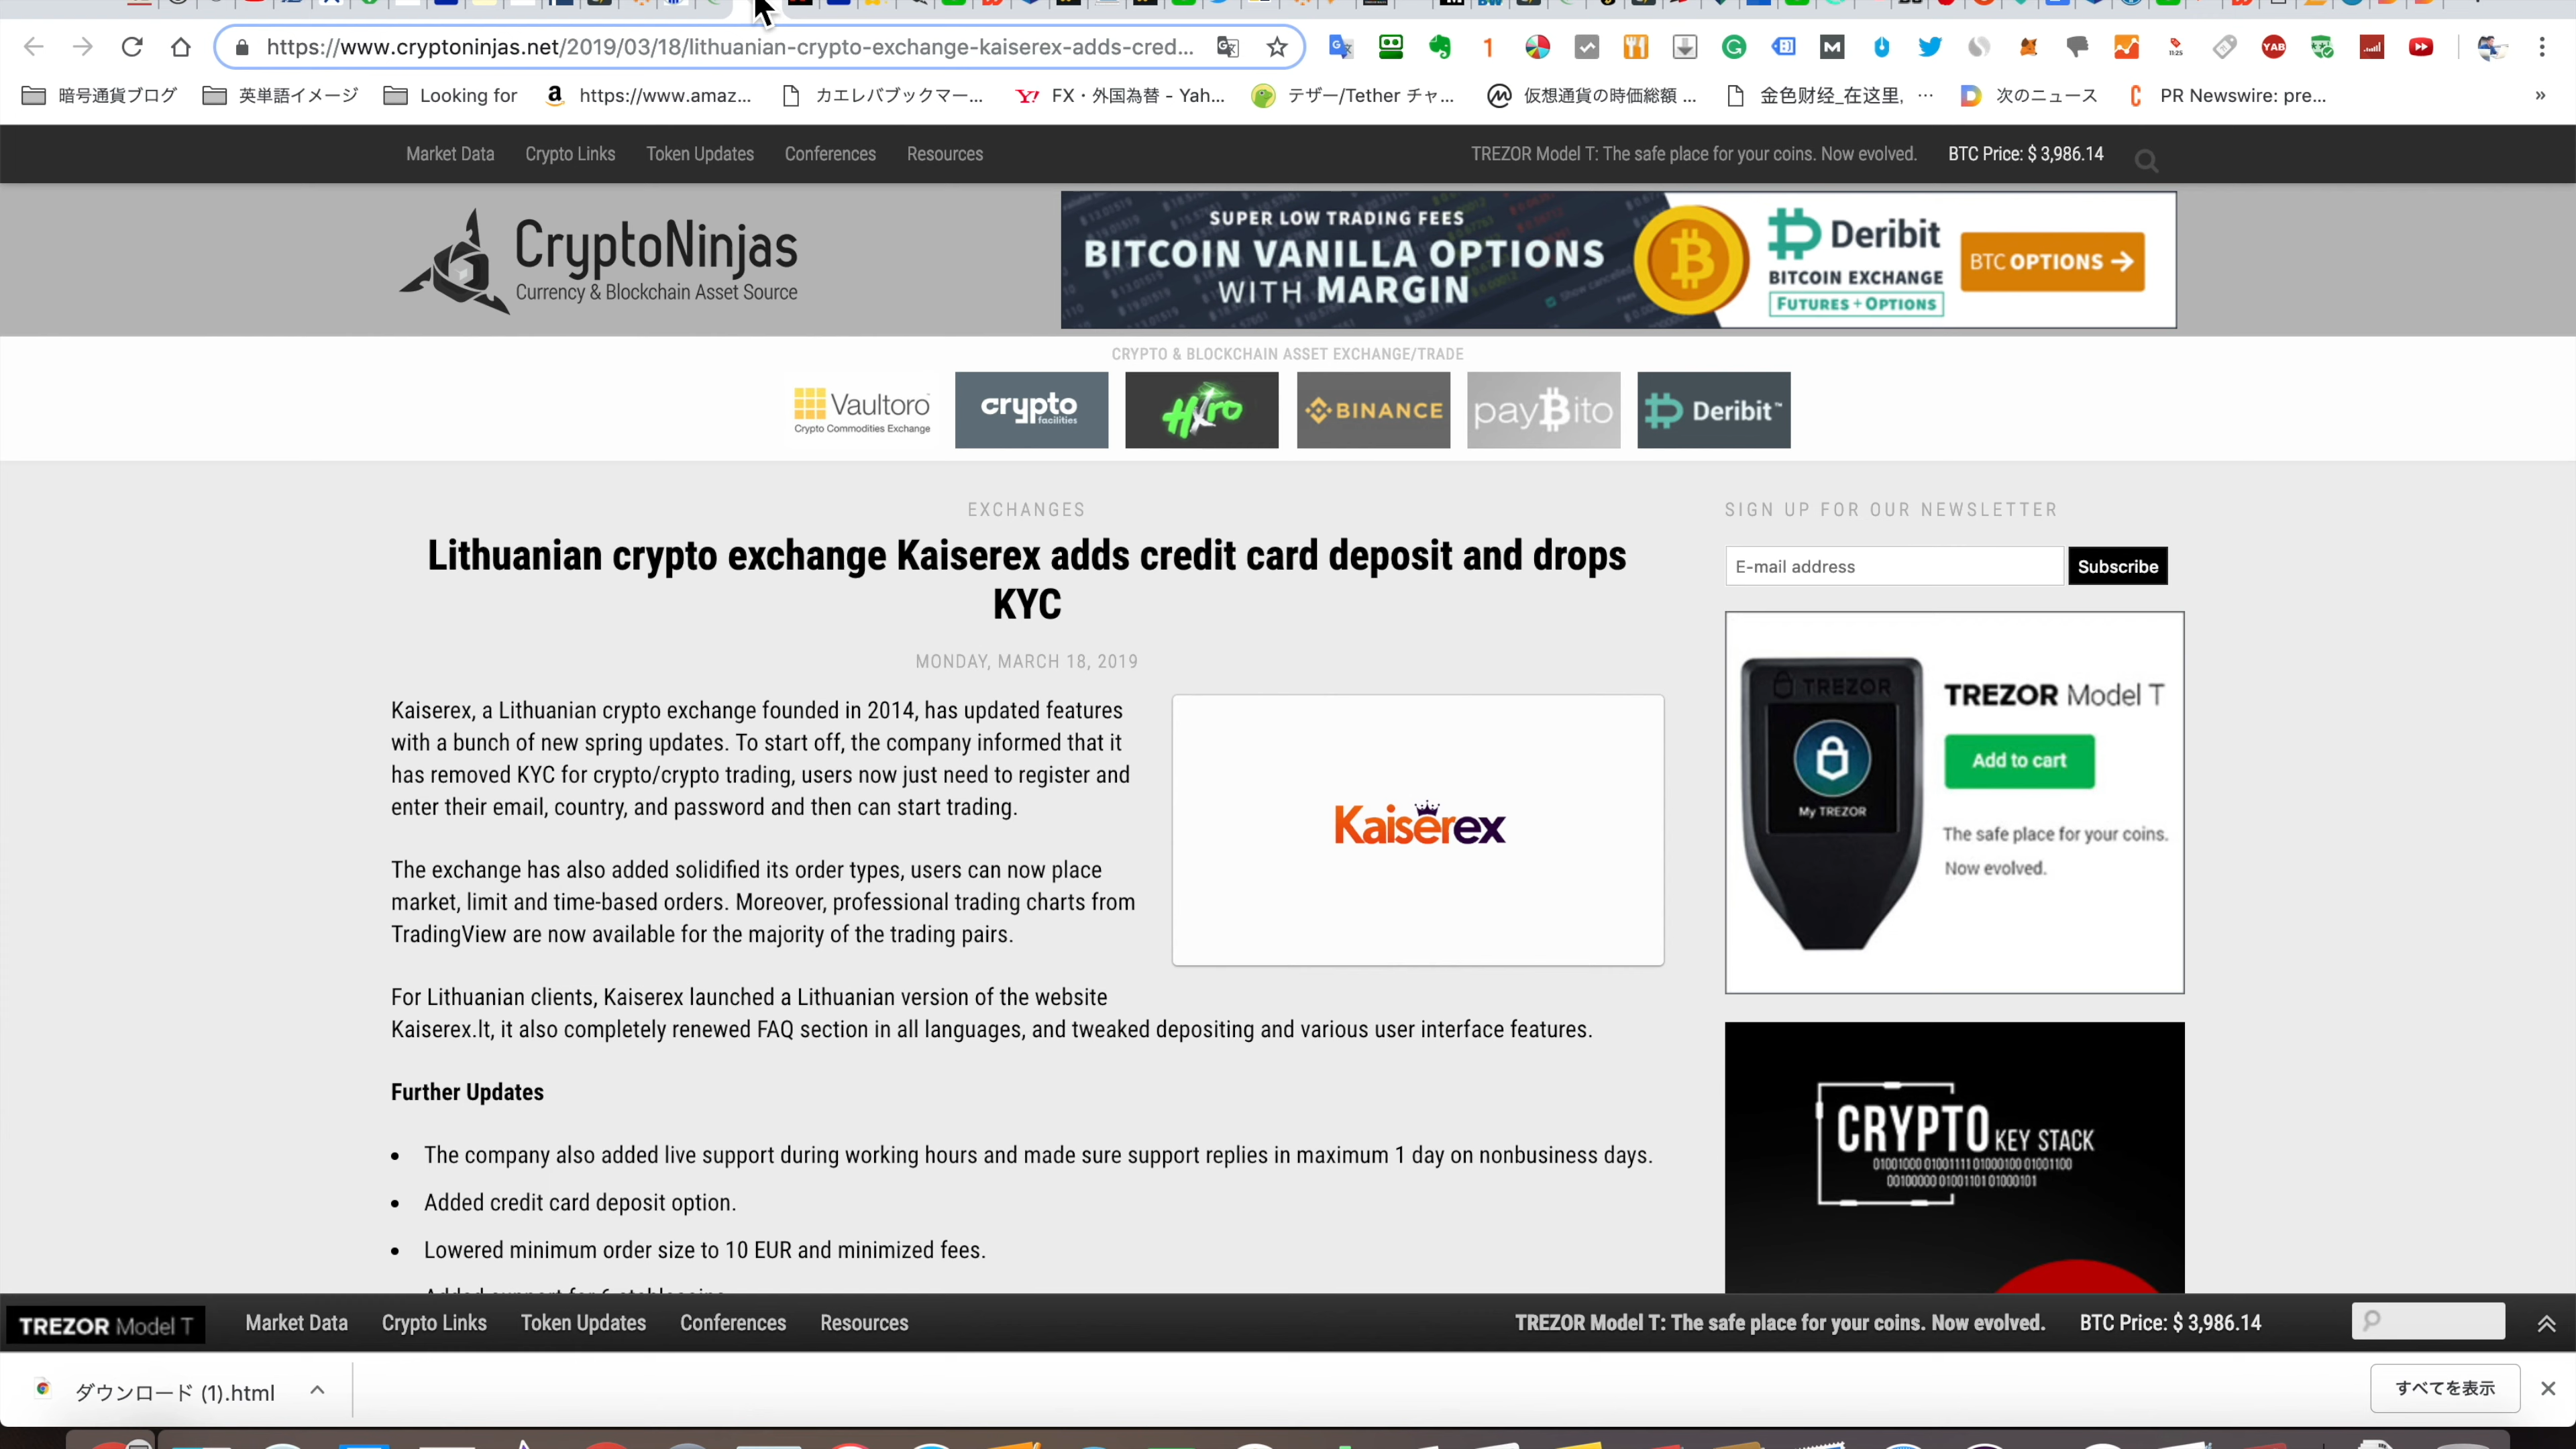 https://www.cryptoninjas.net/2019/03/18/lithuanian-crypto-exchange-kaiserex-adds-cred...
暗号通貨ブログ
英単語イメージ
Looking for
https://www.amaz...
カエレバブックマー...
FX・外国為替 - Yah...
テザー/Tether チャ...
仮想通貨の時価総額 ...
金色财经_在这里, ...
次のニュース
PR Newswire: pre...
»
Market Data Crypto Links Token Updates Conferences Resources
TREZOR Model T: The safe place for your coins. Now evolved. BTC Price: $ 3,986.14
CryptoNinjas
Currency & Blockchain Asset Source
SUPER LOW TRADING FEES
BITCOIN VANILLA OPTIONS
WITH MARGIN
Deribit
BITCOIN EXCHANGE
FUTURES + OPTIONS
BTC OPTIONS
CRYPTO & BLOCKCHAIN ASSET EXCHANGE/TRADE
Vaultoro
Crypto Commodities Exchange
crypto
facilities
Hxro
BINANCE
payBito
Deribit™
EXCHANGES
Lithuanian crypto exchange Kaiserex adds credit card deposit and drops
KYC
MONDAY, MARCH 18, 2019
Kaiserex, a Lithuanian crypto exchange founded in 2014, has updated features
with a bunch of new spring updates. To start off, the company informed that it
has removed KYC for crypto/crypto trading, users now just need to register and
enter their email, country, and password and then can start trading.
Kaiserex
The exchange has also added solidified its order types, users can now place
market, limit and time-based orders. Moreover, professional trading charts from
TradingView are now available for the majority of the trading pairs.
For Lithuanian clients, Kaiserex launched a Lithuanian version of the website
Kaiserex.lt, it also completely renewed FAQ section in all languages, and tweaked depositing and various user interface features.
Further Updates
• The company also added live support during working hours and made sure support replies in maximum 1 day on nonbusiness days.
• Added credit card deposit option.
• Lowered minimum order size to 10 EUR and minimized fees.
SIGN UP FOR OUR NEWSLETTER
E-mail address
Subscribe
TREZOR
My TREZOR
TREZOR Model T
Add to cart
The safe place for your coins.
Now evolved.
CRYPTO KEY STACK
01001000 01001111 01000100 01001100
00100000 01001101 01000101
TREZOR Model T
Market Data Crypto Links Token Updates Conferences Resources
TREZOR Model T: The safe place for your coins. Now evolved. BTC Price: $ 3,986.14
ダウンロード (1).html
すべてを表示